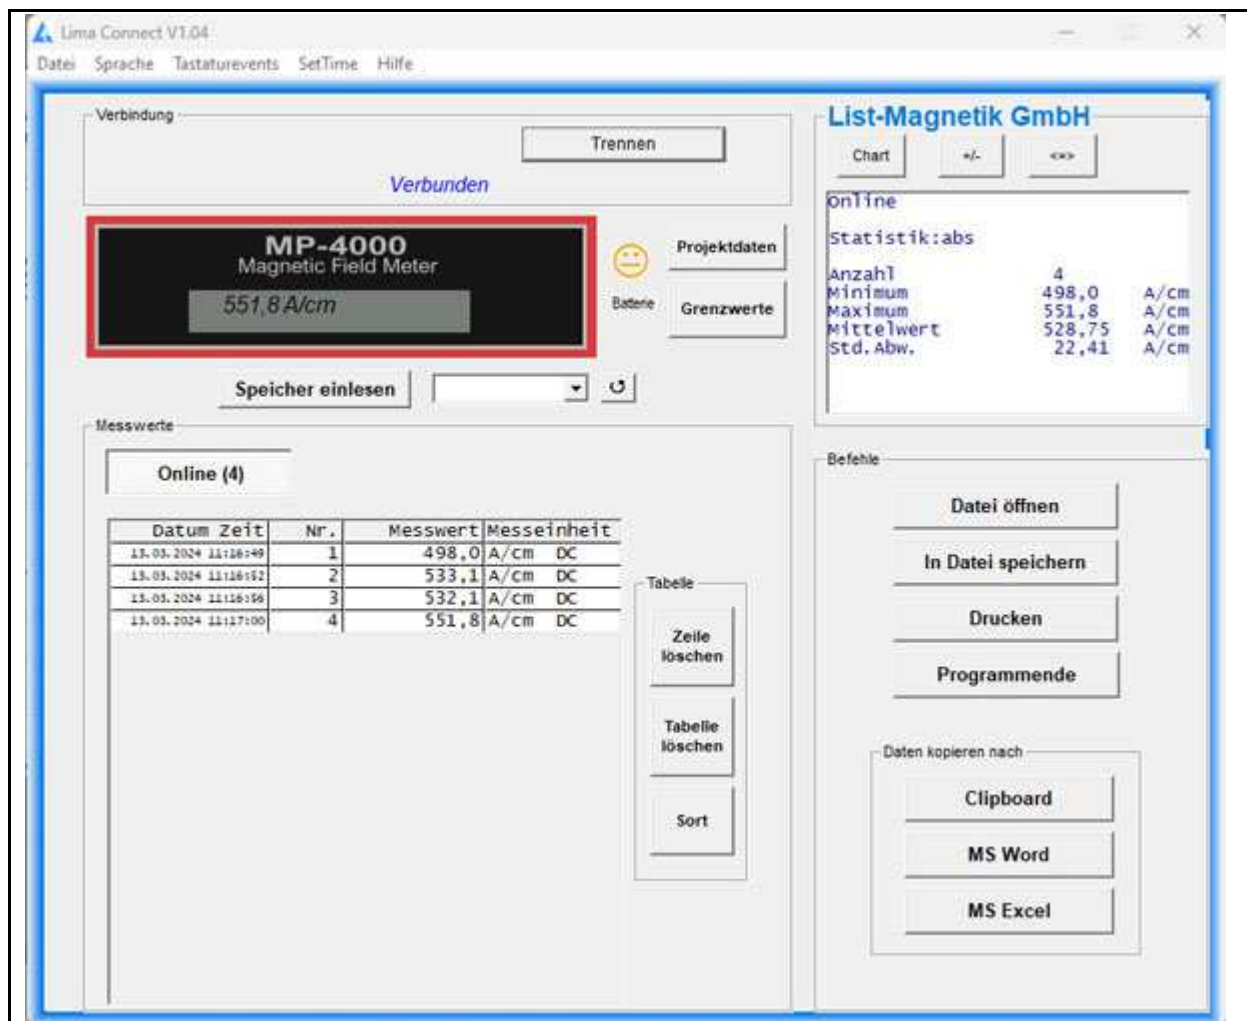 Lima Connect V1.04
Datei Sprache Tastaturevents SetTime Hilfe
Verbindung
Trennen
Verbunden
MP-4000
Magnetic Field Meter
551,8 A/cm
Batterie
Projektdaten
Grenzwerte
Speicher einlesen
Messwerte
Online (4)
Datum Zeit Nr. Messwert Messeinheit
13.03.2024 11:16:49 1 498,0 A/cm DC
13.03.2024 11:16:52 2 533,1 A/cm DC
13.03.2024 11:16:56 3 532,1 A/cm DC
13.03.2024 11:17:00 4 551,8 A/cm DC
Tabelle
Zeile
löschen
Tabelle
löschen
Sort
List-Magnetik GmbH
Chart +/- <=>
Online
Statistik:abs
Anzahl 4
Minimum 498,0 A/cm
Maximum 551,8 A/cm
Mittelwert 528,75 A/cm
Std.Abw. 22,41 A/cm
Befehle
Datei öffnen
In Datei speichern
Drucken
Programmende
Daten kopieren nach
Clipboard
MS Word
MS Excel